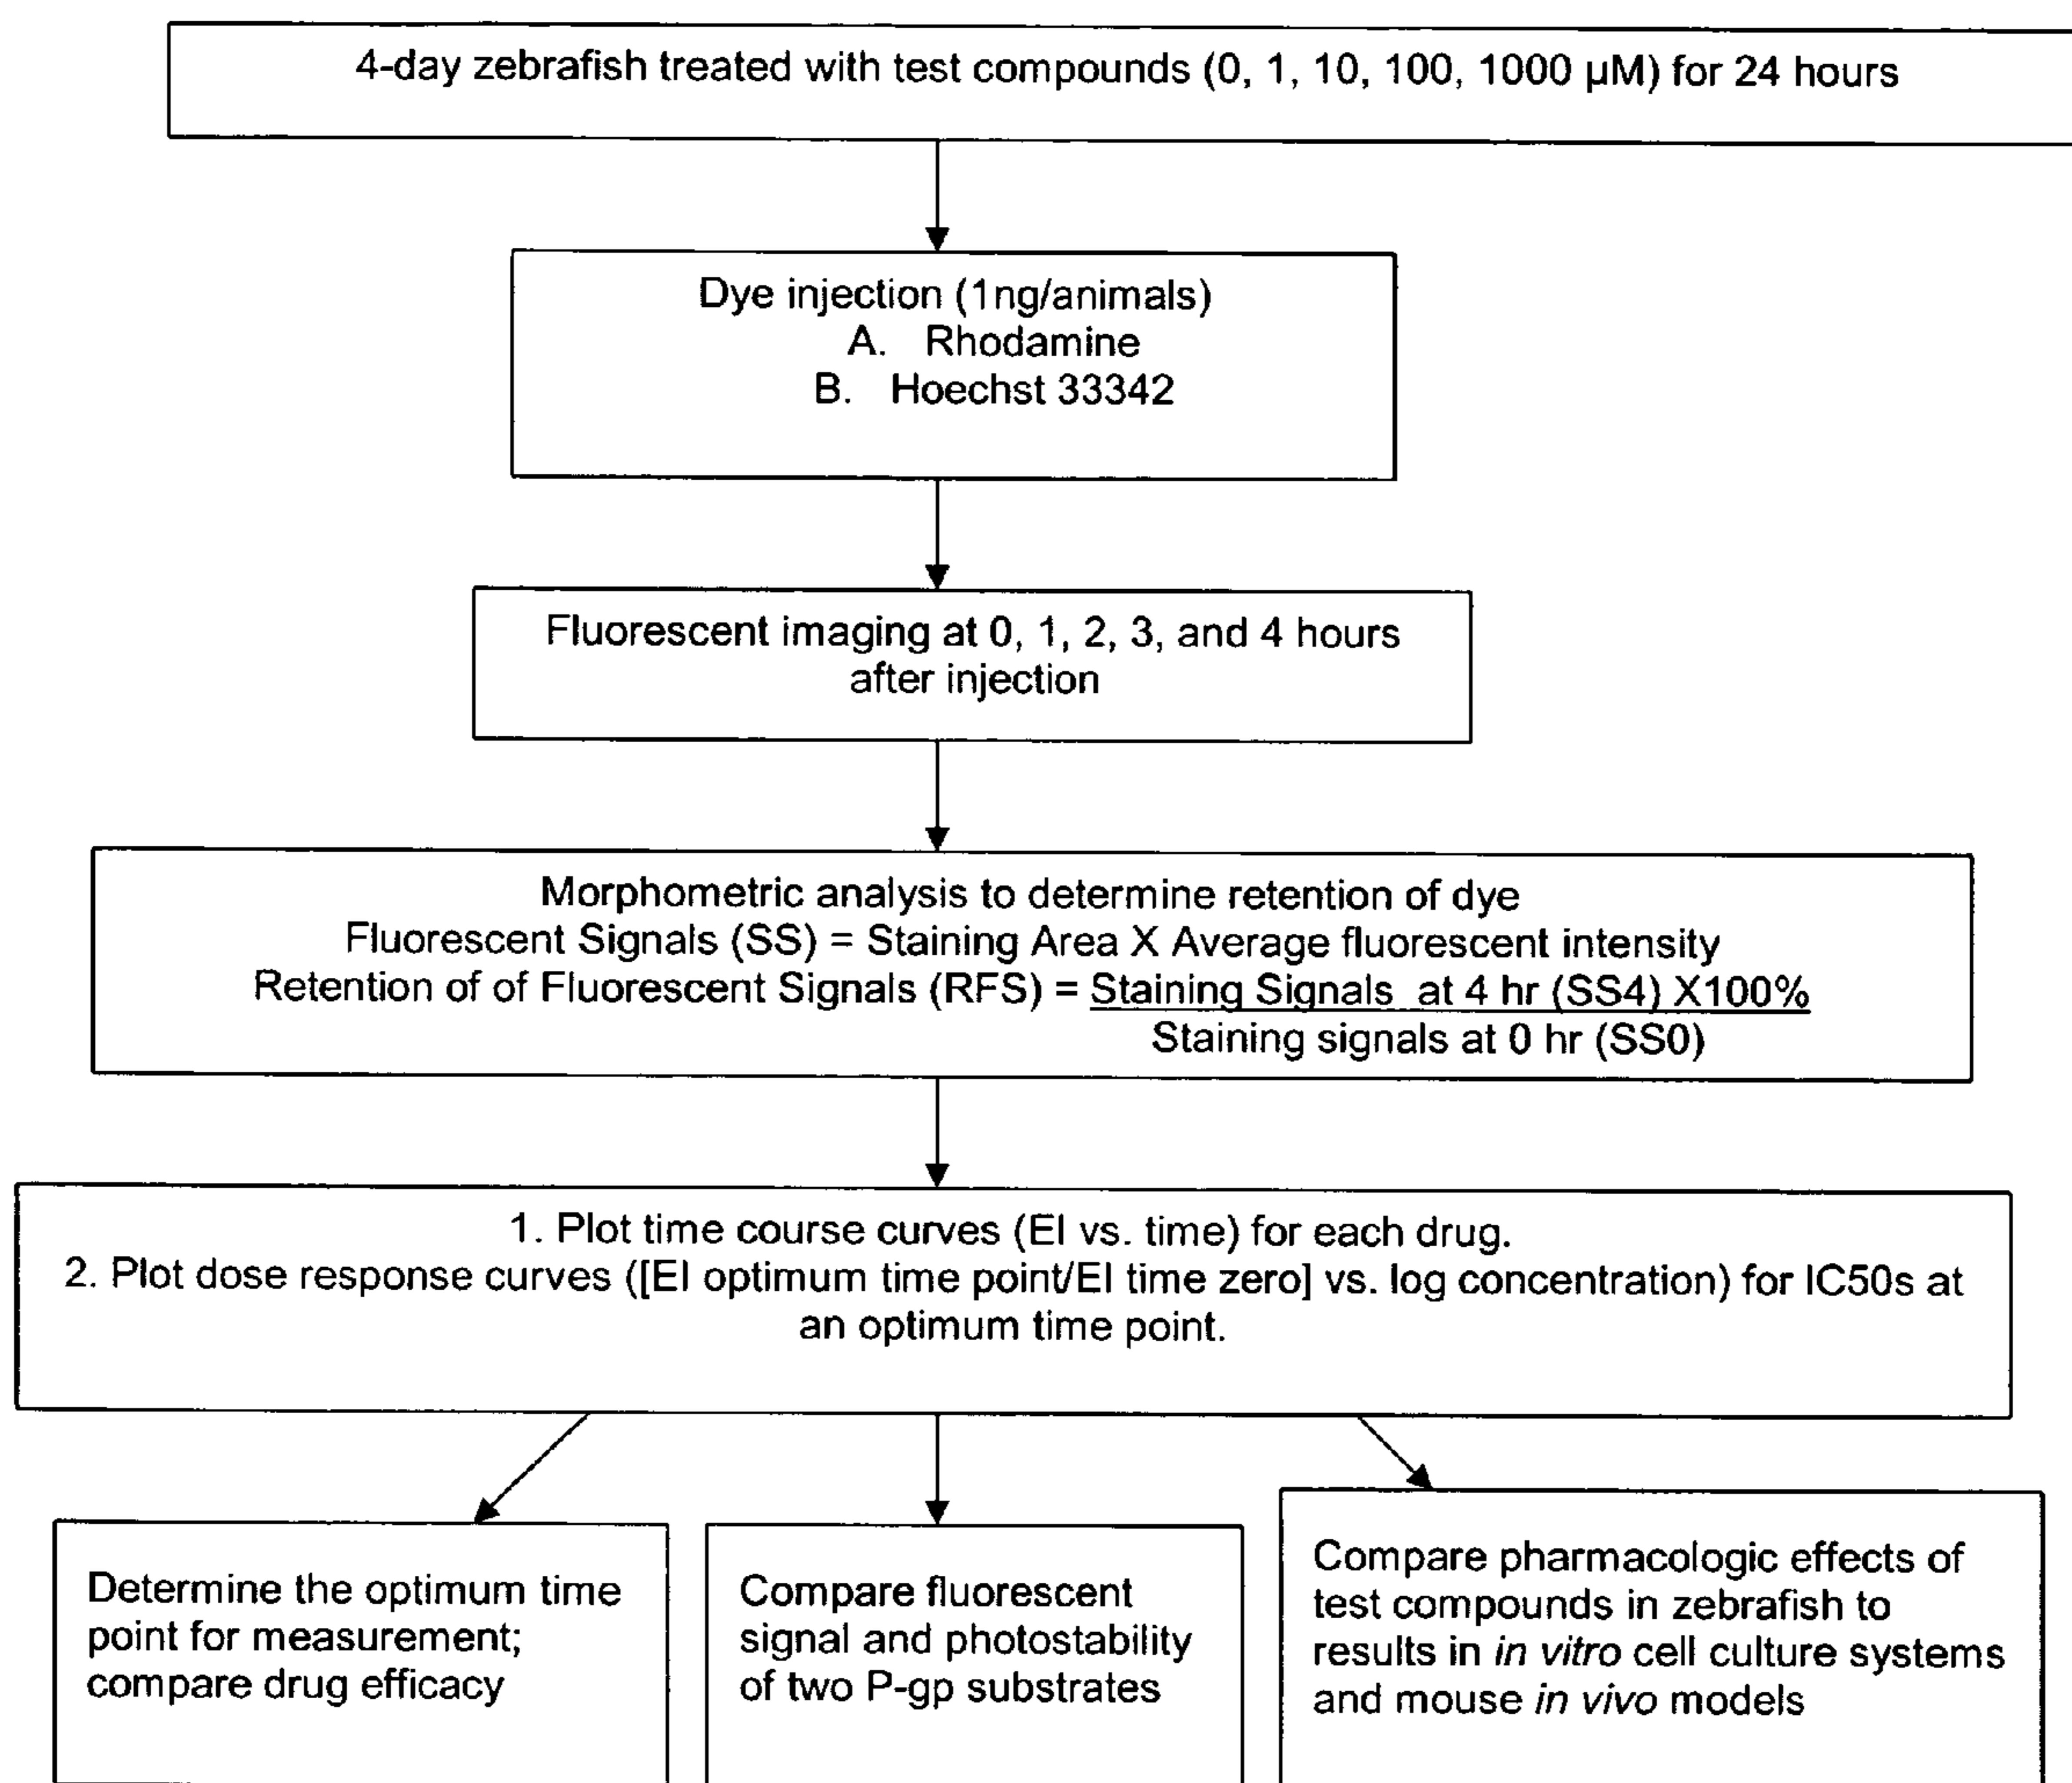 4-day zebrafish treated with test compounds (0, 1, 10, 100, 1000 µM) for 24 hours
Dye injection (1ng/animals)
A. Rhodamine
B. Hoechst 33342
Fluorescent imaging at 0, 1, 2, 3, and 4 hours
after injection
Morphometric analysis to determine retention of dye
Fluorescent Signals (SS) = Staining Area X Average fluorescent intensity
Retention of of Fluorescent Signals (RFS) = Staining Signals at 4 hr (SS4) X100%
Staining signals at 0 hr (SS0)
1. Plot time course curves (EI vs. time) for each drug.
2. Plot dose response curves ([EI optimum time point/EI time zero] vs. log concentration) for IC50s at
an optimum time point.
Determine the optimum time
point for measurement;
compare drug efficacy
Compare fluorescent
signal and photostability
of two P-gp substrates
Compare pharmacologic effects of
test compounds in zebrafish to
results in in vitro cell culture systems
and mouse in vivo models